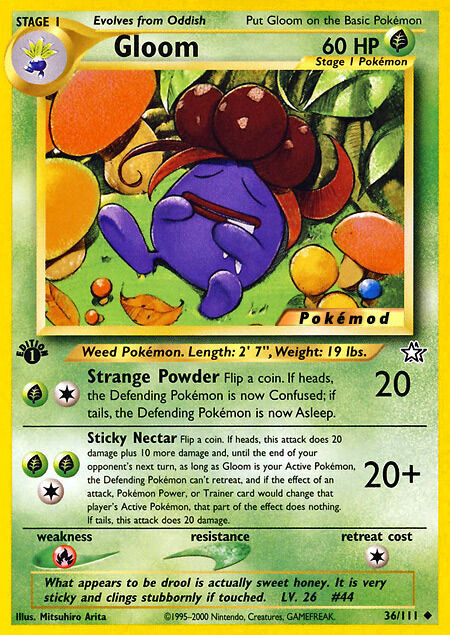 STAGE 1 Evolves from Oddish Put Gloom on the Basic Pokémon
Gloom 60 HP
Stage 1 Pokémon
Pokémod
EDITION
1
Weed Pokémon. Length: 2' 7", Weight: 19 lbs.
Strange Powder Flip a coin. If heads, 20
the Defending Pokémon is now Confused; if
tails, the Defending Pokémon is now Asleep.
Sticky Nectar Flip a coin. If heads, this attack does 20
damage plus 10 more damage and, until the end of your
opponent's next turn, as long as Gloom is your Active Pokémon,
the Defending Pokémon can't retreat, and if the effect of an 20+
attack, Pokémon Power, or Trainer card would change that
player's Active Pokémon, that part of the effect does nothing.
If tails, this attack does 20 damage.
weakness resistance retreat cost
What appears to be drool is actually sweet honey. It is very
sticky and clings stubbornly if touched. LV. 26 #44
Illus. Mitsuhiro Arita ©1995-2000 Nintendo, Creatures, GAMEFREAK. 36/111